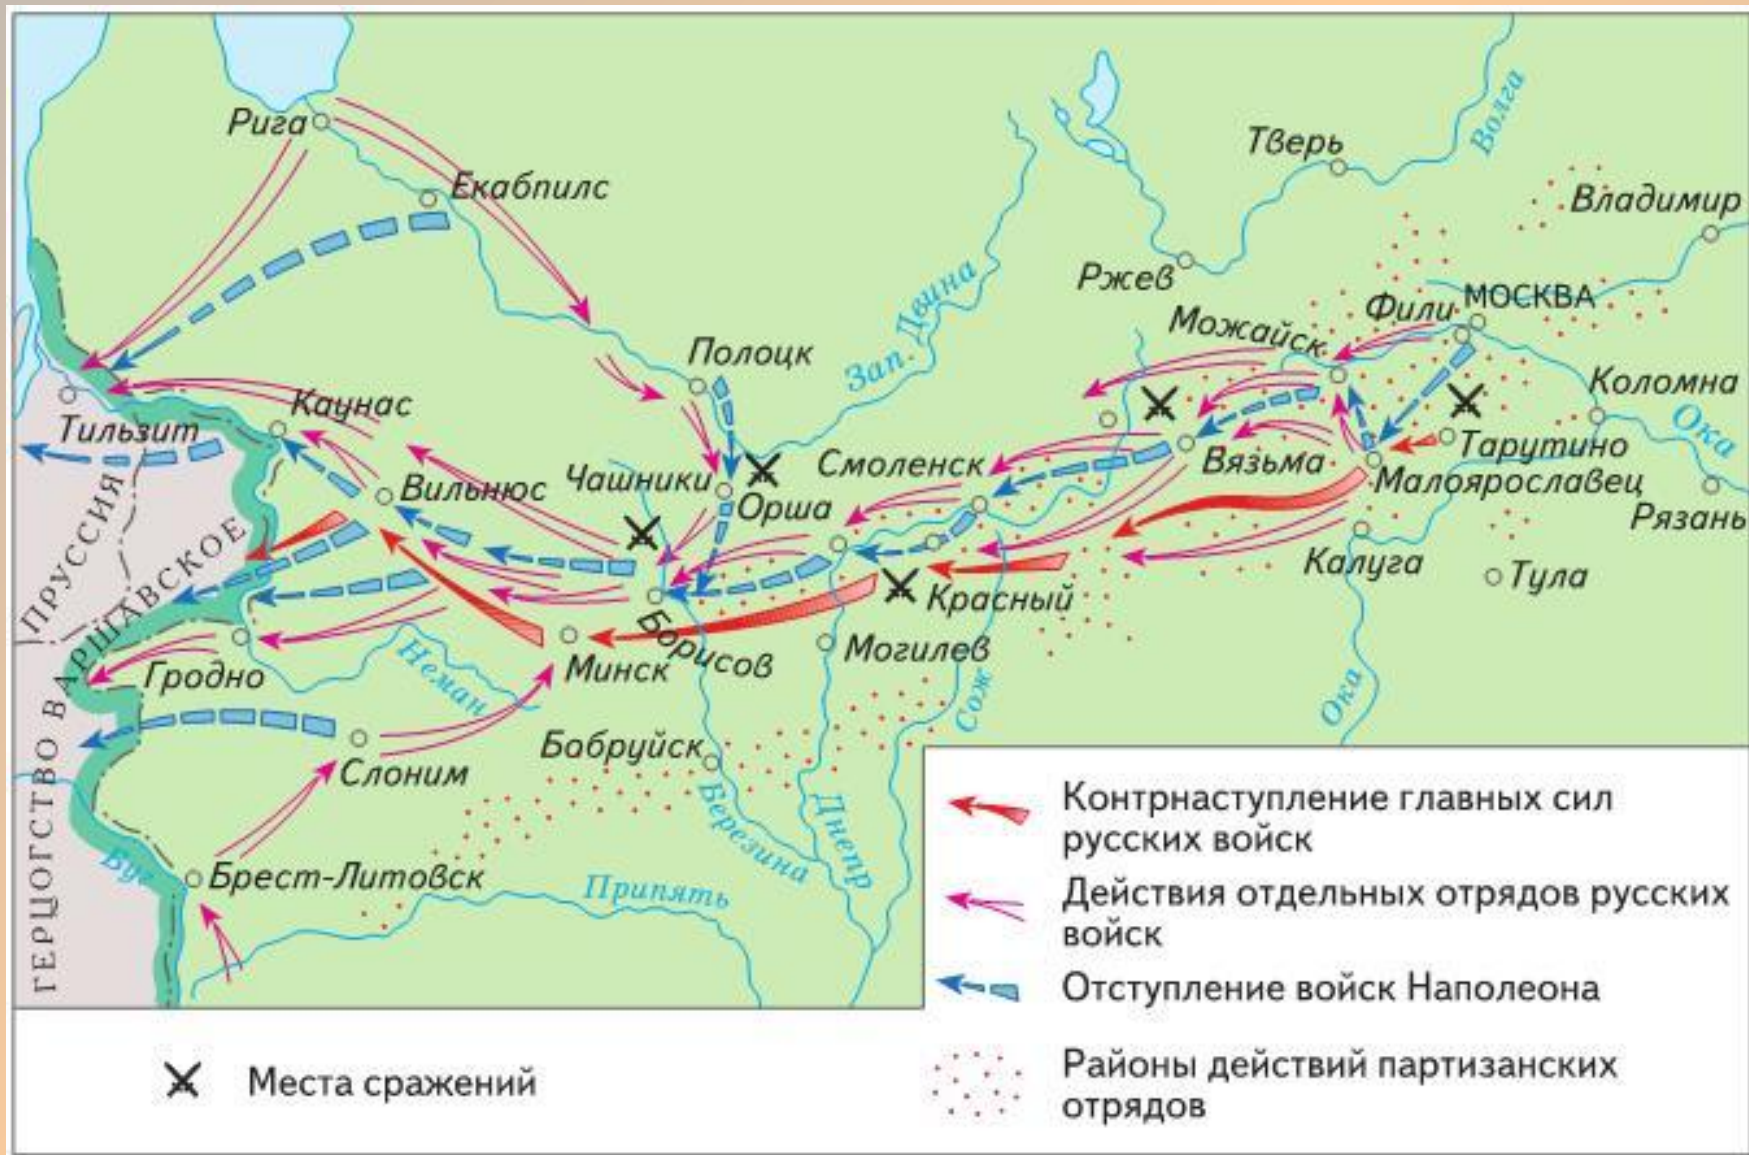 Рига
Екабпилс
Тверь
Волга
Владимир
Ржев
Зап. Двина
Фили
МОСКВА
Можайск
Полоцк
Коломна
Ока
Каунас
Тильзит
Тарутино
Вязьма
Смоленск
Чашники
Вильнюс
Орша
Малоярославец
Рязань
ПРУССИЯ
Калуга
Тула
Красный
Борисов
Могилев
Минск
Гродно
Неман
Сож
Ока
Бобруйск
Слоним
Березина
Днепр
ГЕРЦОГСТВО ВАРШАВСКОЕ
Буг
Брест-Литовск
Припять
Контрнаступление главных сил
русских войск
Действия отдельных отрядов русских
войск
Отступление войск Наполеона
Места сражений
Районы действий партизанских
отрядов